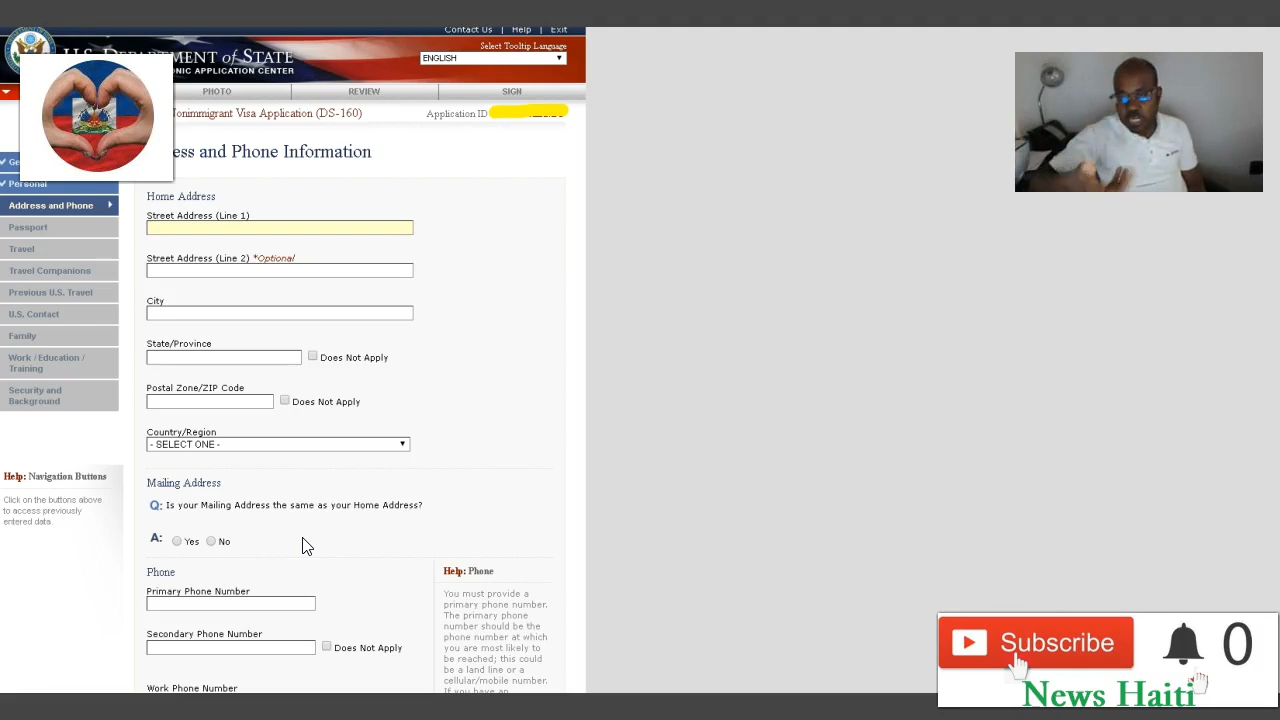 Contact Us | Help | Exit
Select Tooltip Language
U.S. DEPARTMENT of STATE
ENGLISH
ONIC APPLICATION CENTER
PHOTO
REVIEW
SIGN
Nonimmigrant Visa Application (DS-160)
Application ID
ess and Phone Information
Ge
Personal
Address and Phone
Passport
Travel
Travel Companions
Previous U.S. Travel
U.S. Contact
Family
Work / Education /
Training
Security and
Background
Help: Navigation Buttons
Click on the buttons above
to access previously
entered data.
Home Address
Street Address (Line 1)
Street Address (Line 2) *Optional
City
State/Province
Does Not Apply
Postal Zone/ZIP Code
Does Not Apply
Country/Region
- SELECT ONE -
Mailing Address
Q: Is your Mailing Address the same as your Home Address?
A: Yes No
Phone
Primary Phone Number
Secondary Phone Number
Does Not Apply
Work Phone Number
Help: Phone
You must provide a
primary phone number.
The primary phone
number should be the
phone number at which
you are most likely to
be reached; this could
be a land line or a
cellular/mobile number.
If you have an
Subscribe
0
News Haiti